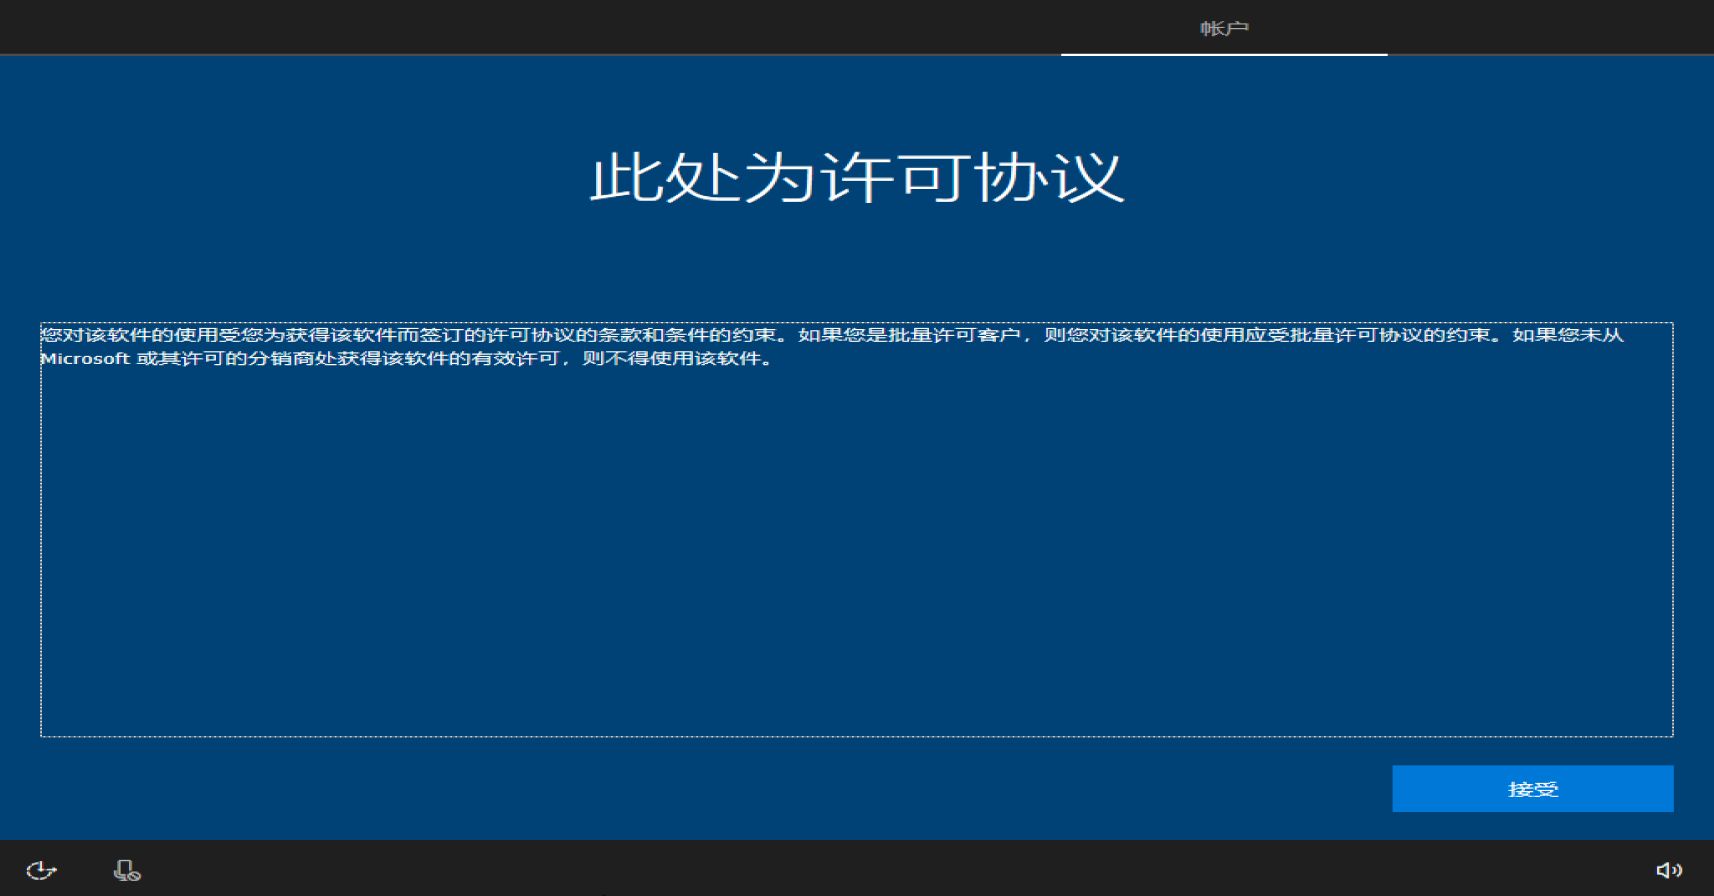 帐户
此处为许可协议
您对该软件的使用受您为获得该软件而签订的许可协议的条款和条件的约束。如果您是批量许可客户，则您对该软件的使用应受批量许可协议的约束。如果您未从
Microsoft 或其许可的分销商处获得该软件的有效许可，则不得使用该软件。
接受